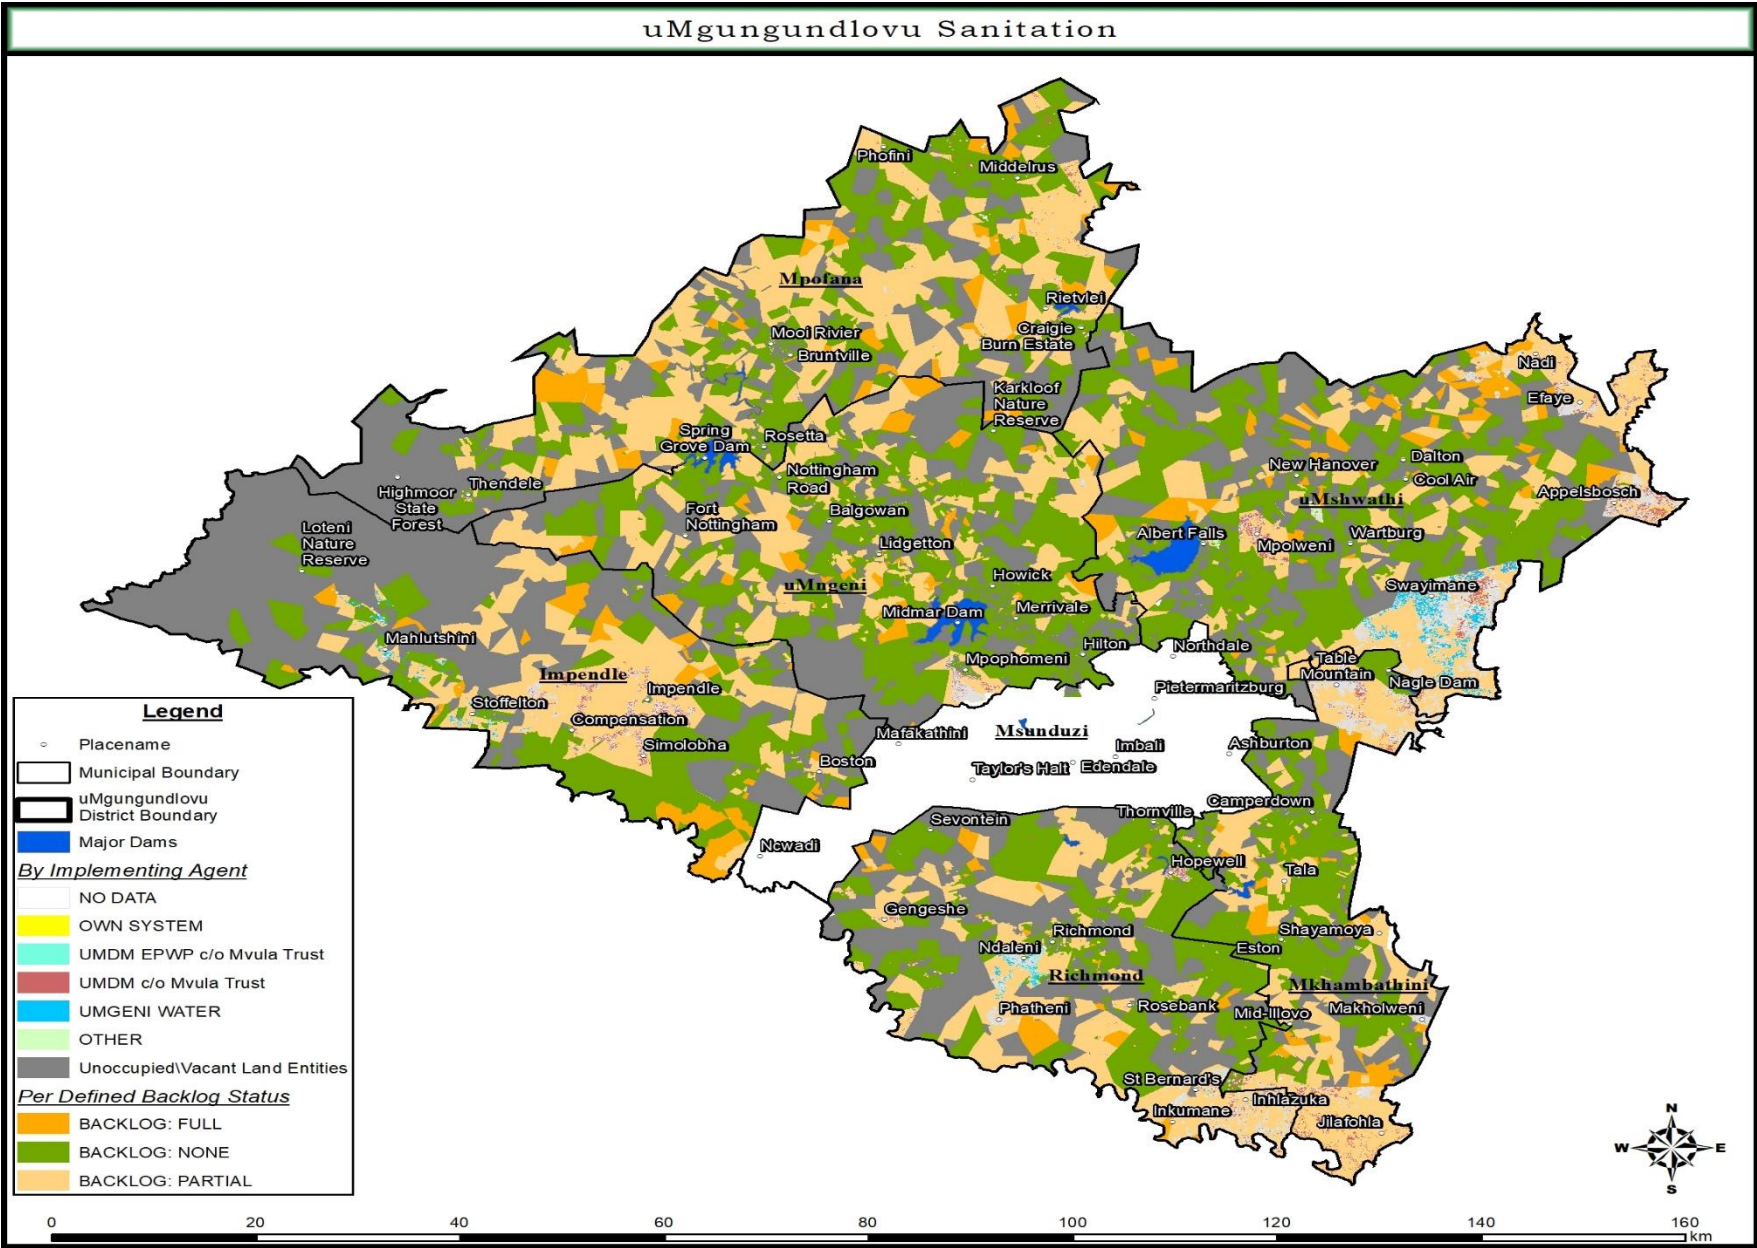 uMgungundlovu Sanitation
Phofini
Middelrus
Mpofana
Rietvlei
Craigie
Burn Estate
Mooi Rivier
Bruntville
Karkloof
Nature
Reserve
Nadi
Efaye
Spring
Grove Dam
Rosetta
Nottingham
Road
Thendele
Highmoor
State
Forest
Loteni
Nature
Reserve
Fort
Nottingham
Balgowan
Lidgetton
New Hanover
Dalton
Cool Air
uMshwathi
Appelsbosch
Albert Falls
Mpolweni
Wartburg
Howick
uMngeni
Midmar Dam
Merrivale
Swayimane
Mahlutshini
Hilton
Northdale
Mpophomeni
Table
Mountain
Nagle Dam
Impendle
Impendle
Pietermaritzburg
Stoffelton
Compensation
Simolobha
Mafakathini
Msunduzi
Imbali
Ashburton
Boston
Taylor's Halt
Edendale
Camperdown
Thornville
Sevontein
Ncwadi
Hopewell
Tala
Gengeshe
Richmond
Shayamoya
Ndaleni
Eston
Richmond
Mkhambathini
Phatheni
Rosebank
Mid-Illovo
Makholweni
St Bernard's
Inhlazuka
Inkumane
Jilafohla
Legend
Placename
Municipal Boundary
uMgungundlovu
District Boundary
Major Dams
By Implementing Agent
NO DATA
OWN SYSTEM
UMDM EPWP c/o Mvula Trust
UMDM c/o Mvula Trust
UMGENI WATER
OTHER
Unoccupied\Vacant Land Entities
Per Defined Backlog Status
BACKLOG: FULL
BACKLOG: NONE
BACKLOG: PARTIAL
N
W E
S
0 20 40 60 80 100 120 140 160
km